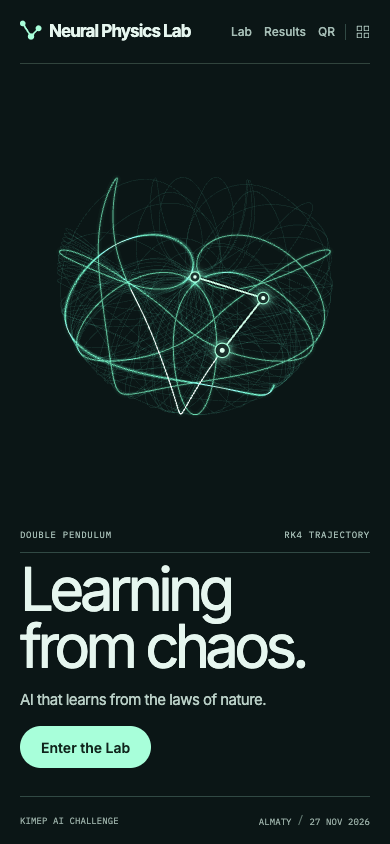 Neural Physics Lab
Lab Results QR
DOUBLE PENDULUM
RK4 TRAJECTORY
Learning
from chaos.
AI that learns from the laws of nature.
Enter the Lab
KIMEP AI CHALLENGE
ALMATY / 27 NOV 2026